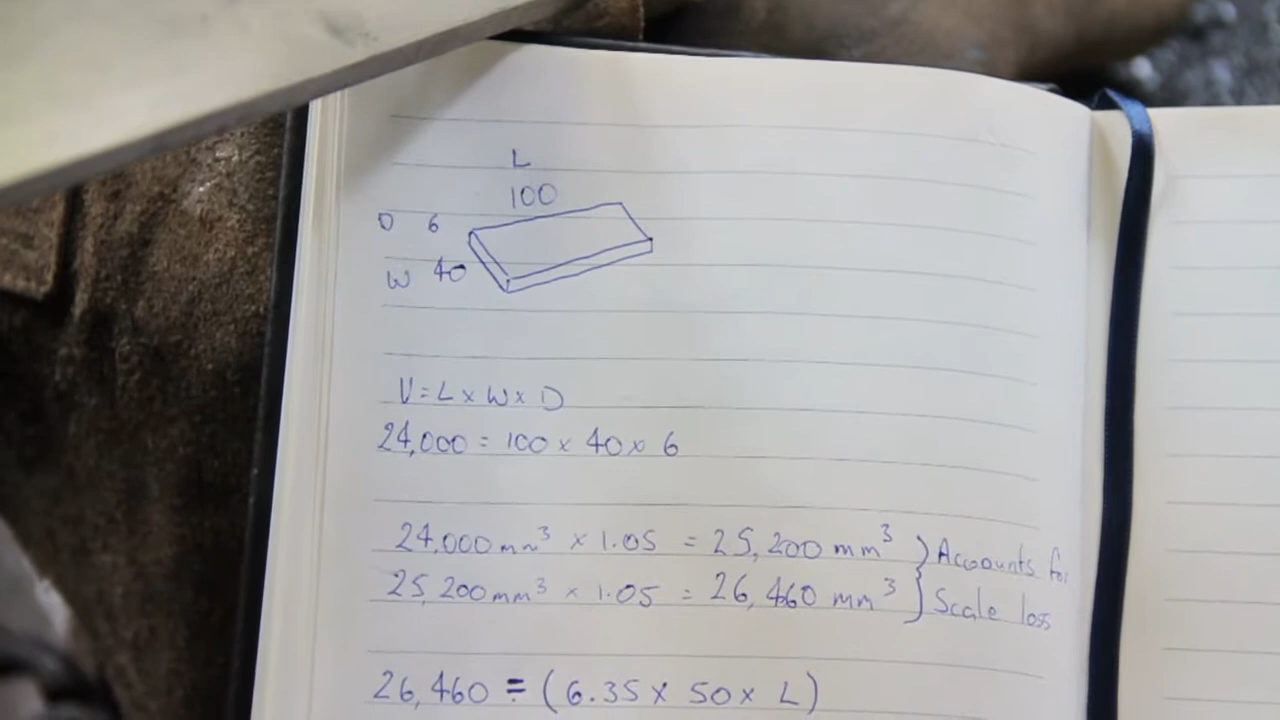 L
100
D 6
W 40
V = L x W x D
24,000 = 100 x 40 x 6
24,000 mm³ x 1.05 = 25,200 mm³ } Accounts for
25,200 mm³ x 1.05 = 26,460 mm³ } Scale loss
26,460 = (6.35 x 50 x L)